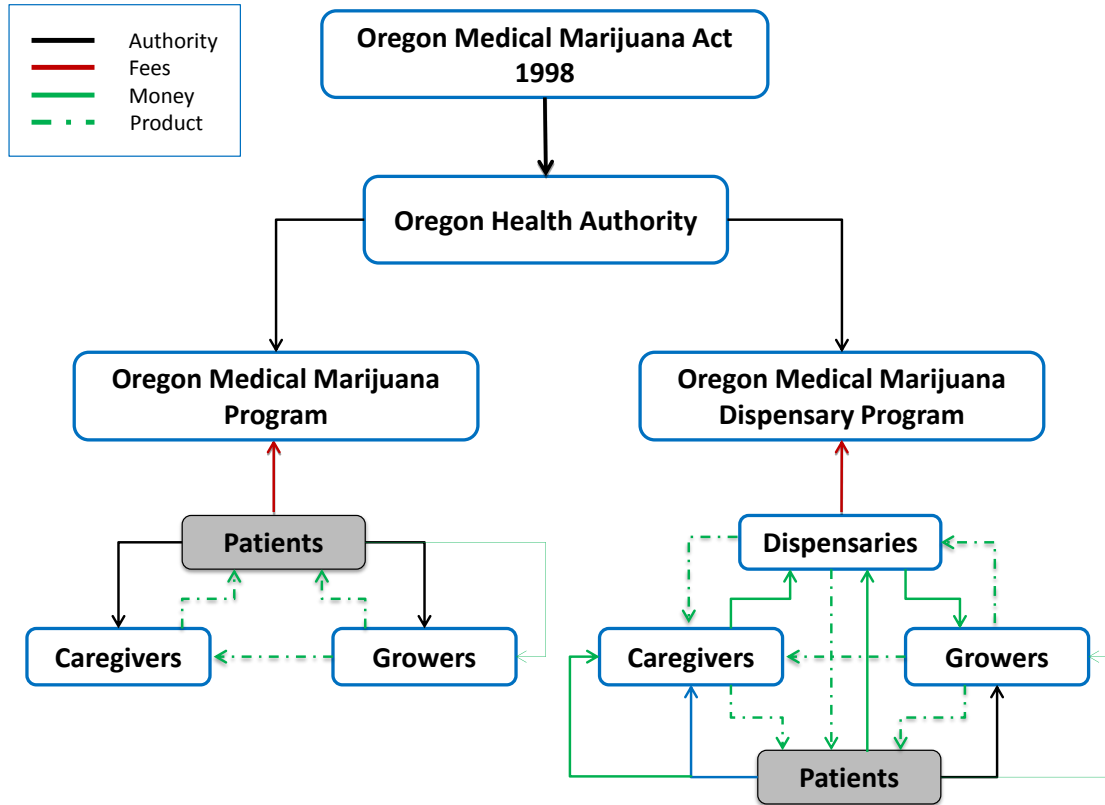 Authority
Fees
Money
Product
Oregon Medical Marijuana Act
1998
Oregon Health Authority
Oregon Medical Marijuana
Program
Oregon Medical Marijuana
Dispensary Program
Patients
Dispensaries
Caregivers
Growers
Caregivers
Growers
Patients